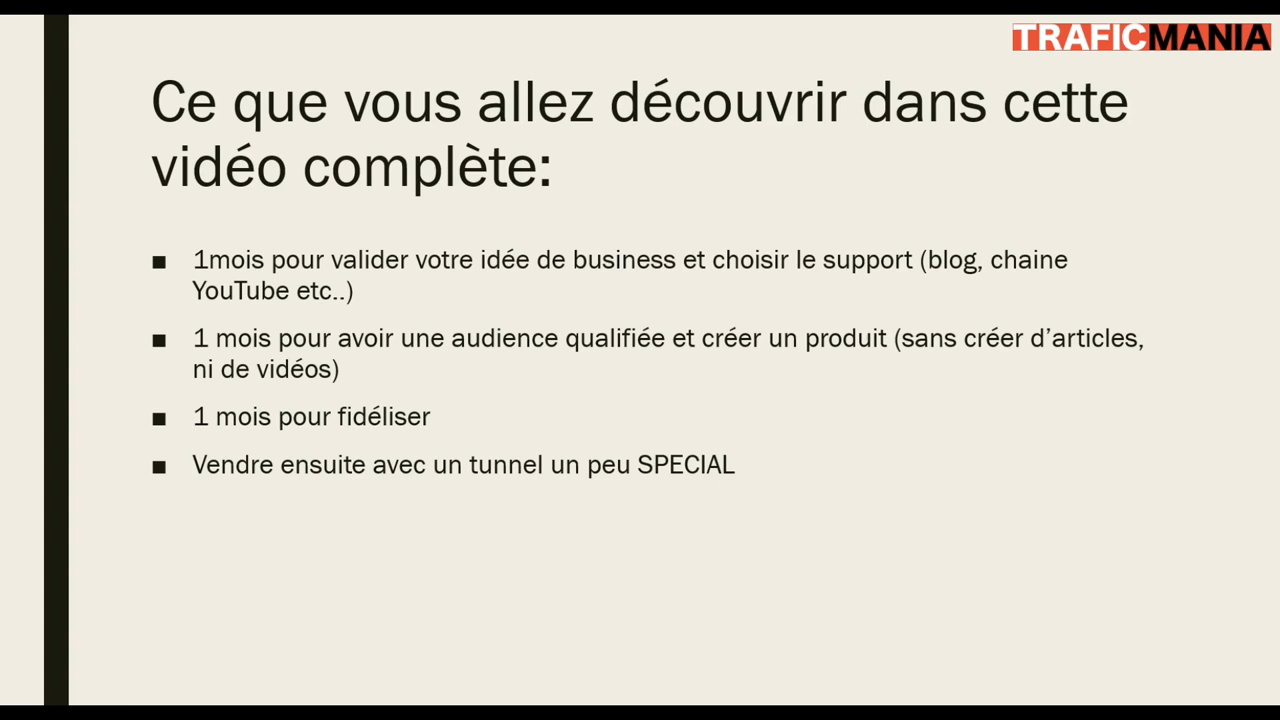 TRAFICMANIA
Ce que vous allez découvrir dans cette
vidéo complète:
■ 1mois pour valider votre idée de business et choisir le support (blog, chaine
YouTube etc..)
■ 1 mois pour avoir une audience qualifiée et créer un produit (sans créer d’articles,
ni de vidéos)
■ 1 mois pour fidéliser
■ Vendre ensuite avec un tunnel un peu SPECIAL